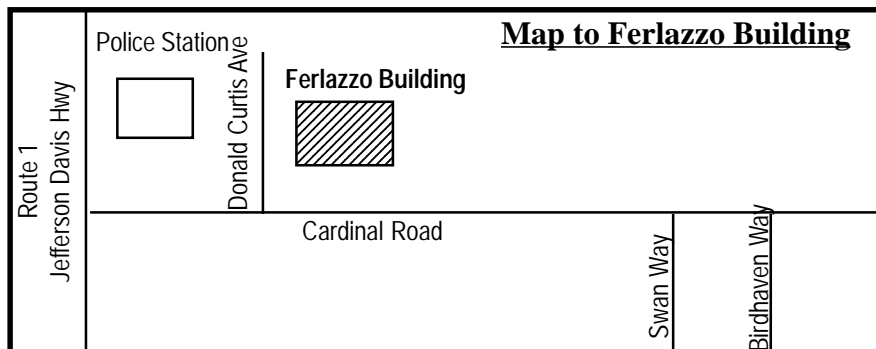 Map to Ferlazzo Building
Police Station
Donald Curtis Ave
Ferlazzo Building
Route 1
Jefferson Davis Hwy
Cardinal Road
Swan Way
Birdhaven Way